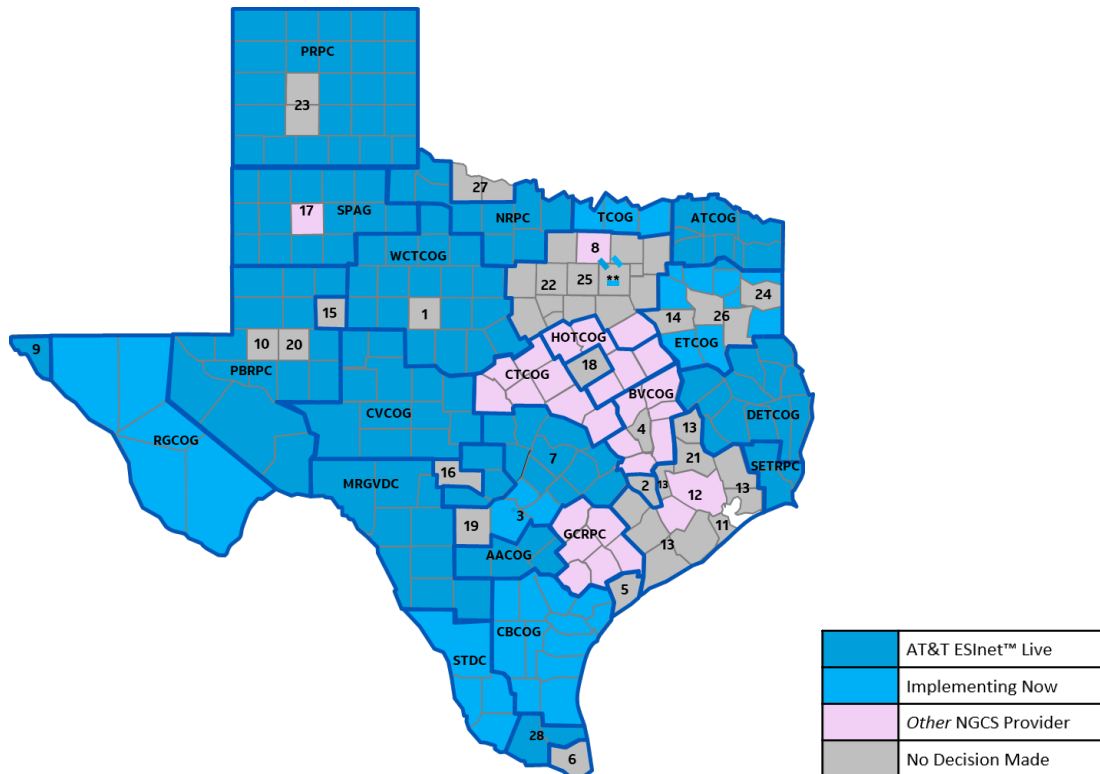 PRPC
23
27
17
SPAG
NRPC
TCOG
ATCOG
WCTCOG
8
22
25
**
24
15
1
14
26
10
20
HOTCOG
ETCOG
9
18
PBRPC
CTCOG
BVCOG
CVCOG
DETCOG
4
13
RGCOG
7
21
SETRPC
16
MRGVDC
2
13
13
12
3
19
11
GCRPC
13
AACOG
5
CBCOG
STDC
28
6
AT&T ESInet™ Live
Implementing Now
Other NGCS Provider
No Decision Made